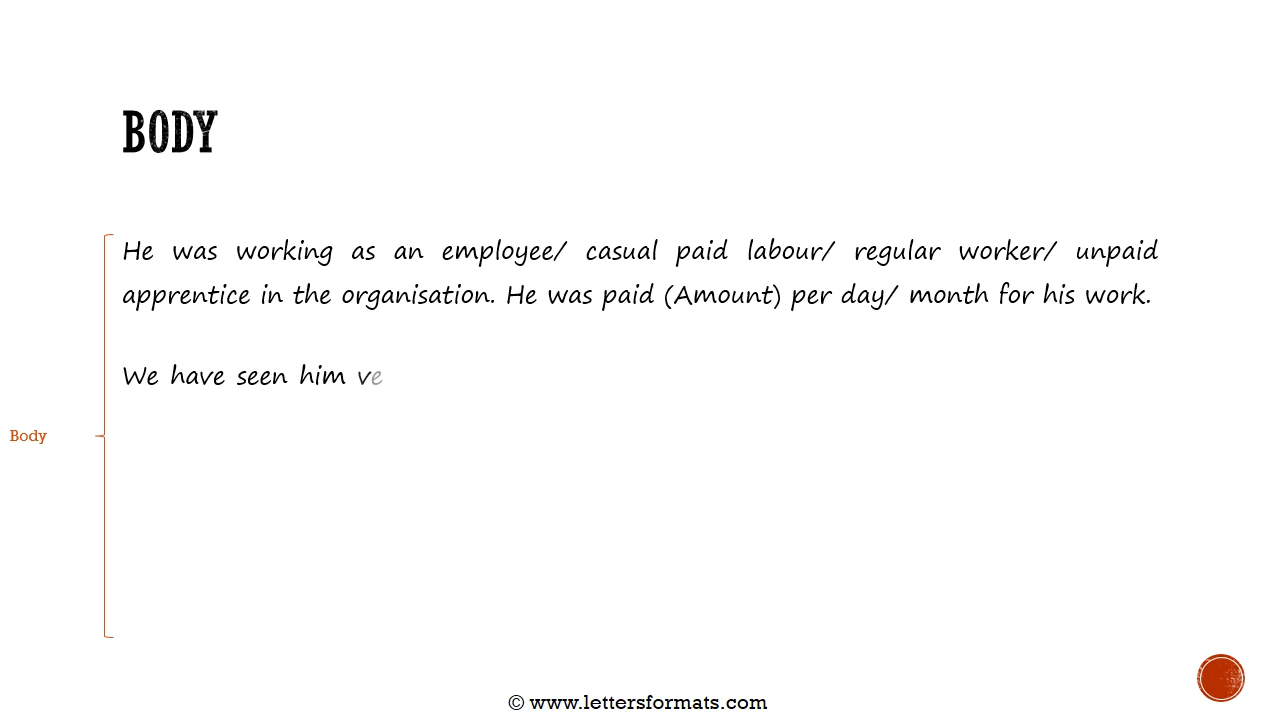 BODY
He was working as an employee/ casual paid labour/ regular worker/ unpaid
apprentice in the organisation. He was paid (Amount) per day/ month for his work.
We have seen him ve
Body
© www.lettersformats.com